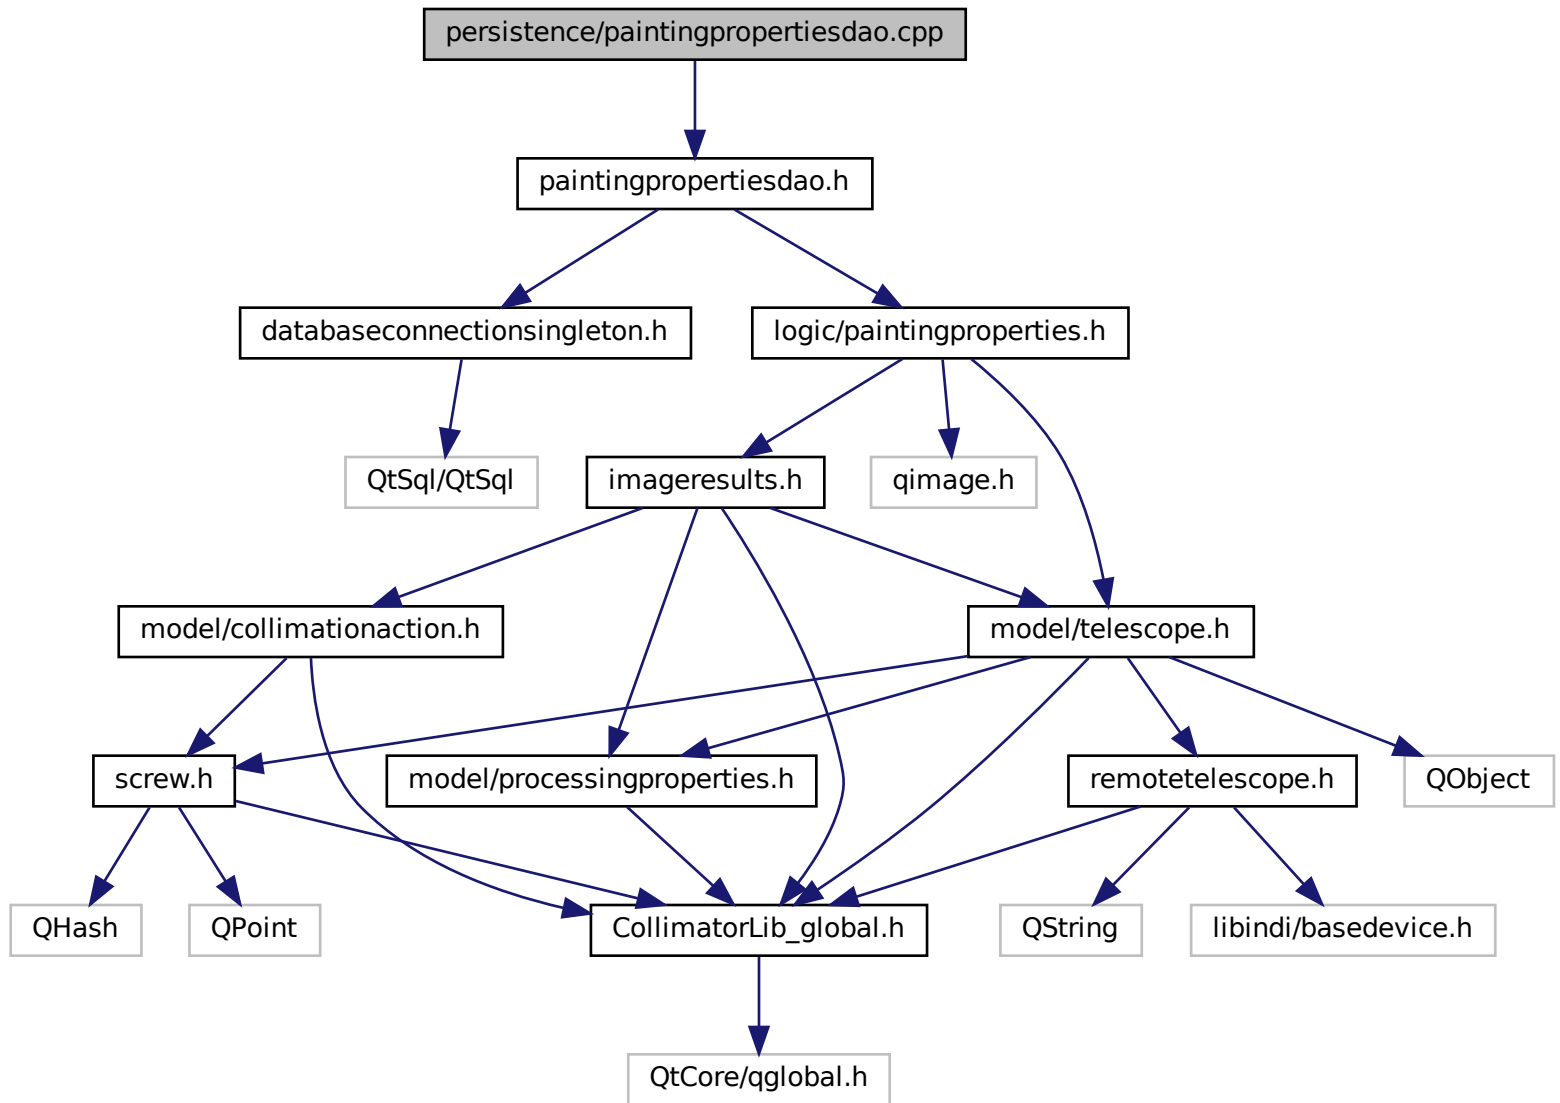 persistence/paintingpropertiesdao.cpp
paintingpropertiesdao.h
databaseconnectionsingleton.h
logic/paintingproperties.h
QtSql/QtSql
imageresults.h
qimage.h
model/collimationaction.h
model/telescope.h
screw.h
model/processingproperties.h
remotetelescope.h
QObject
QHash
QPoint
CollimatorLib_global.h
QString
libindi/basedevice.h
QtCore/qglobal.h